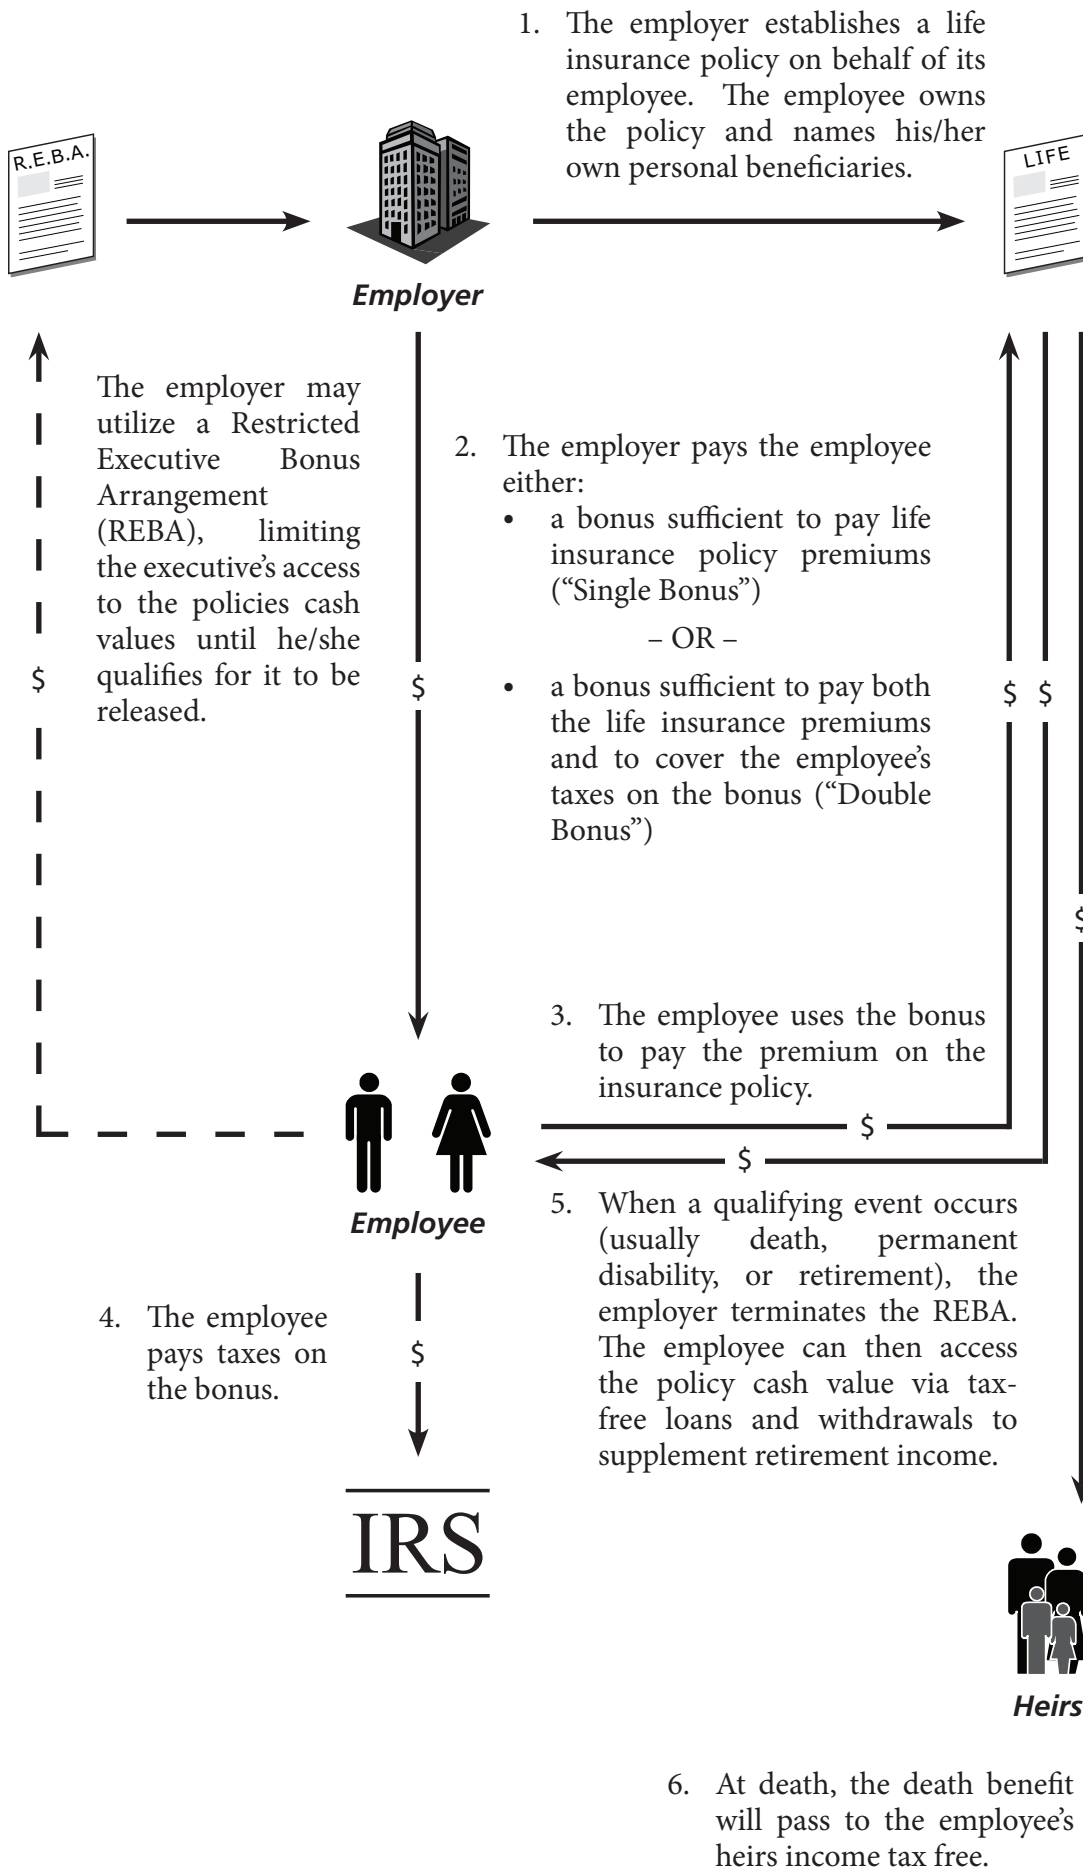 1. The employer establishes a life
insurance policy on behalf of its
employee. The employee owns
the policy and names his/her
own personal beneficiaries.
R.E.B.A.
LIFE
Employer
The employer may
utilize a Restricted
Executive Bonus
Arrangement
(REBA), limiting
the executive's access
to the policies cash
values until he/she
qualifies for it to be
released.
$
$
2. The employer pays the employee
either:
• a bonus sufficient to pay life
insurance policy premiums
(“Single Bonus”)
– OR –
• a bonus sufficient to pay both
the life insurance premiums
and to cover the employee's
taxes on the bonus (“Double
Bonus”)
$ $
$
3. The employee uses the bonus
to pay the premium on the
insurance policy.
$
$
Employee
4. The employee
pays taxes on
the bonus.
$
5. When a qualifying event occurs
(usually death, permanent
disability, or retirement), the
employer terminates the REBA.
The employee can then access
the policy cash value via tax-
free loans and withdrawals to
supplement retirement income.
IRS
Heirs
6. At death, the death benefit
will pass to the employee's
heirs income tax free.